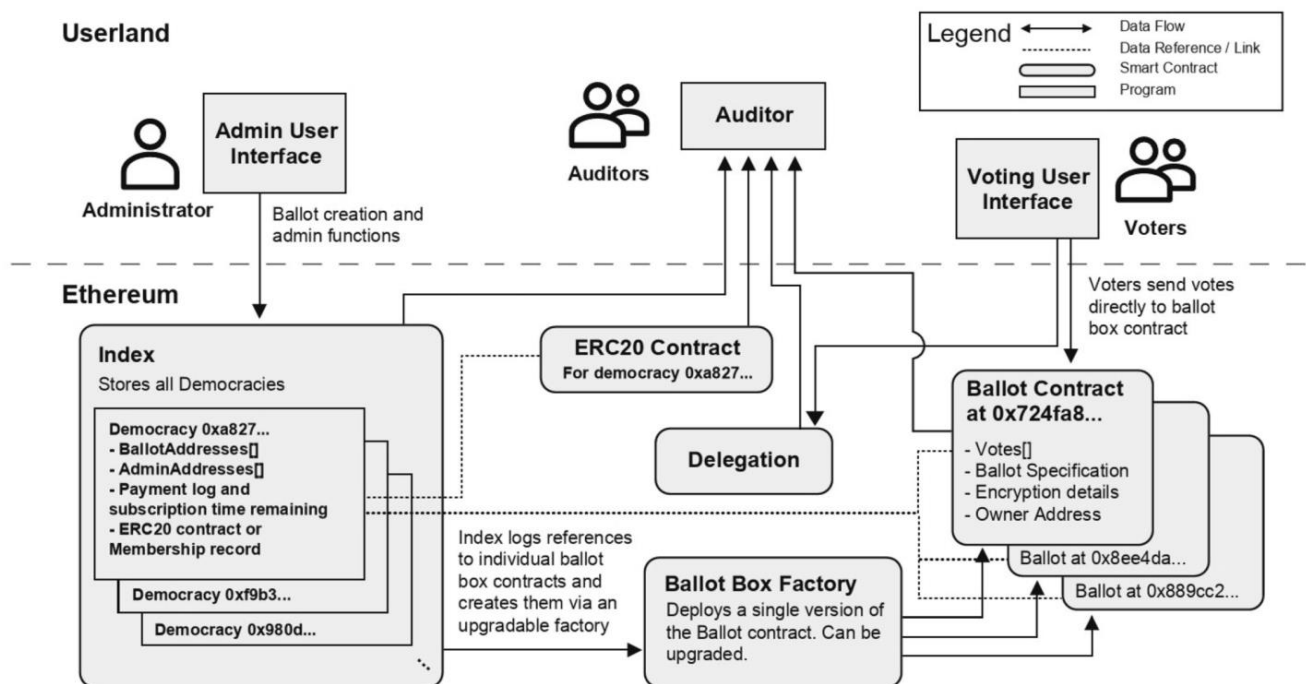 Userland
Legend
Data Flow
Data Reference / Link
Smart Contract
Program
Admin User
Interface
Administrator
Auditors
Auditor
Voting User
Interface
Voters
Ballot creation and
admin functions
Voters send votes
directly to ballot
box contract
Ethereum
Index
Stores all Democracies
Democracy 0xa827...
- BallotAddresses[]
- AdminAddresses[]
- Payment log and
subscription time remaining
- ERC20 contract or
Membership record
Democracy 0xf9b3...
Democracy 0x980d...
...
ERC20 Contract
For democracy 0xa827...
Delegation
Ballot Contract
at 0x724fa8...
- Votes[]
- Ballot Specification
- Encryption details
- Owner Address
Ballot at 0x8ee4da...
Ballot at 0x889cc2...
Index logs references
to individual ballot
box contracts and
creates them via an
upgradable factory
Ballot Box Factory
Deploys a single version of
the Ballot contract. Can be
upgraded.